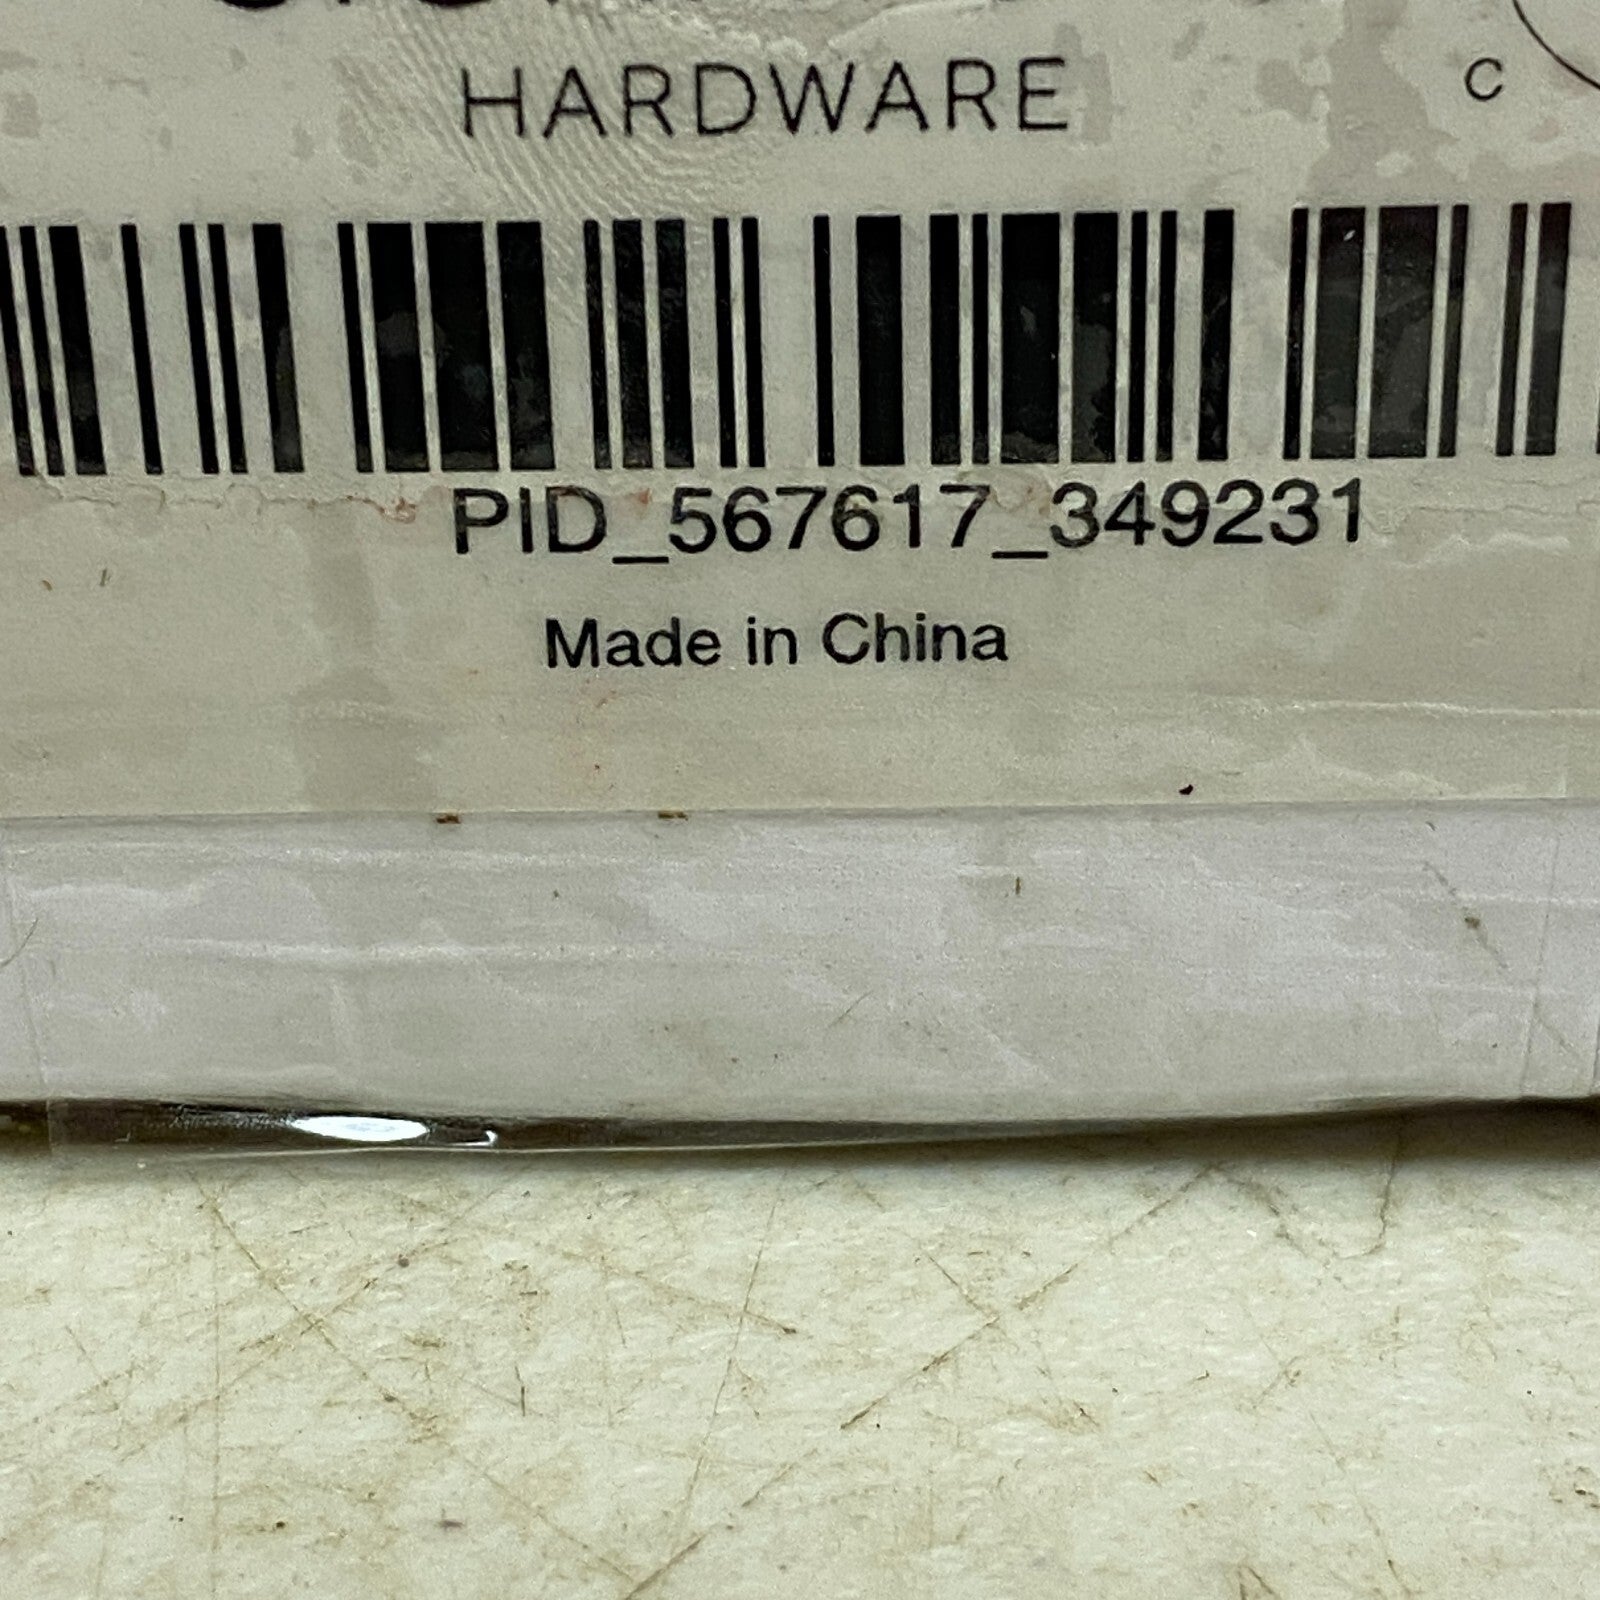 HARDWARE
C
PID_567617_349231
Made in China